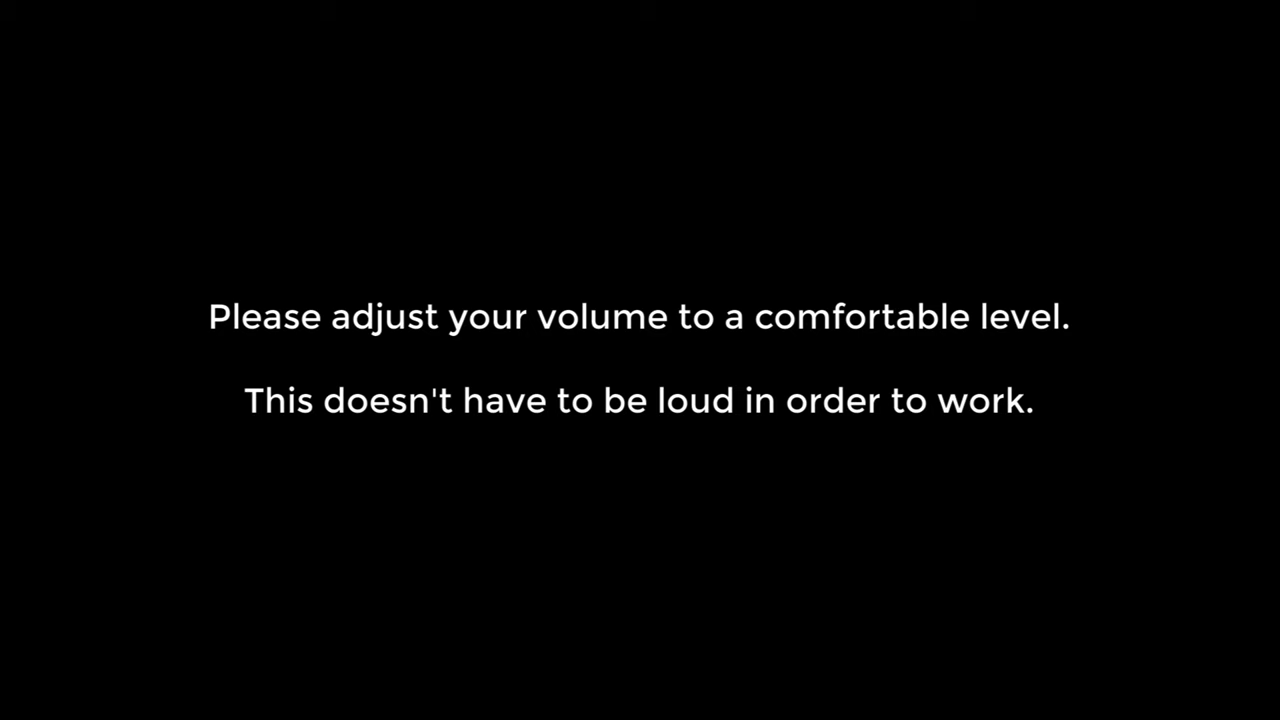 Please adjust your volume to a comfortable level.
This doesn't have to be loud in order to work.